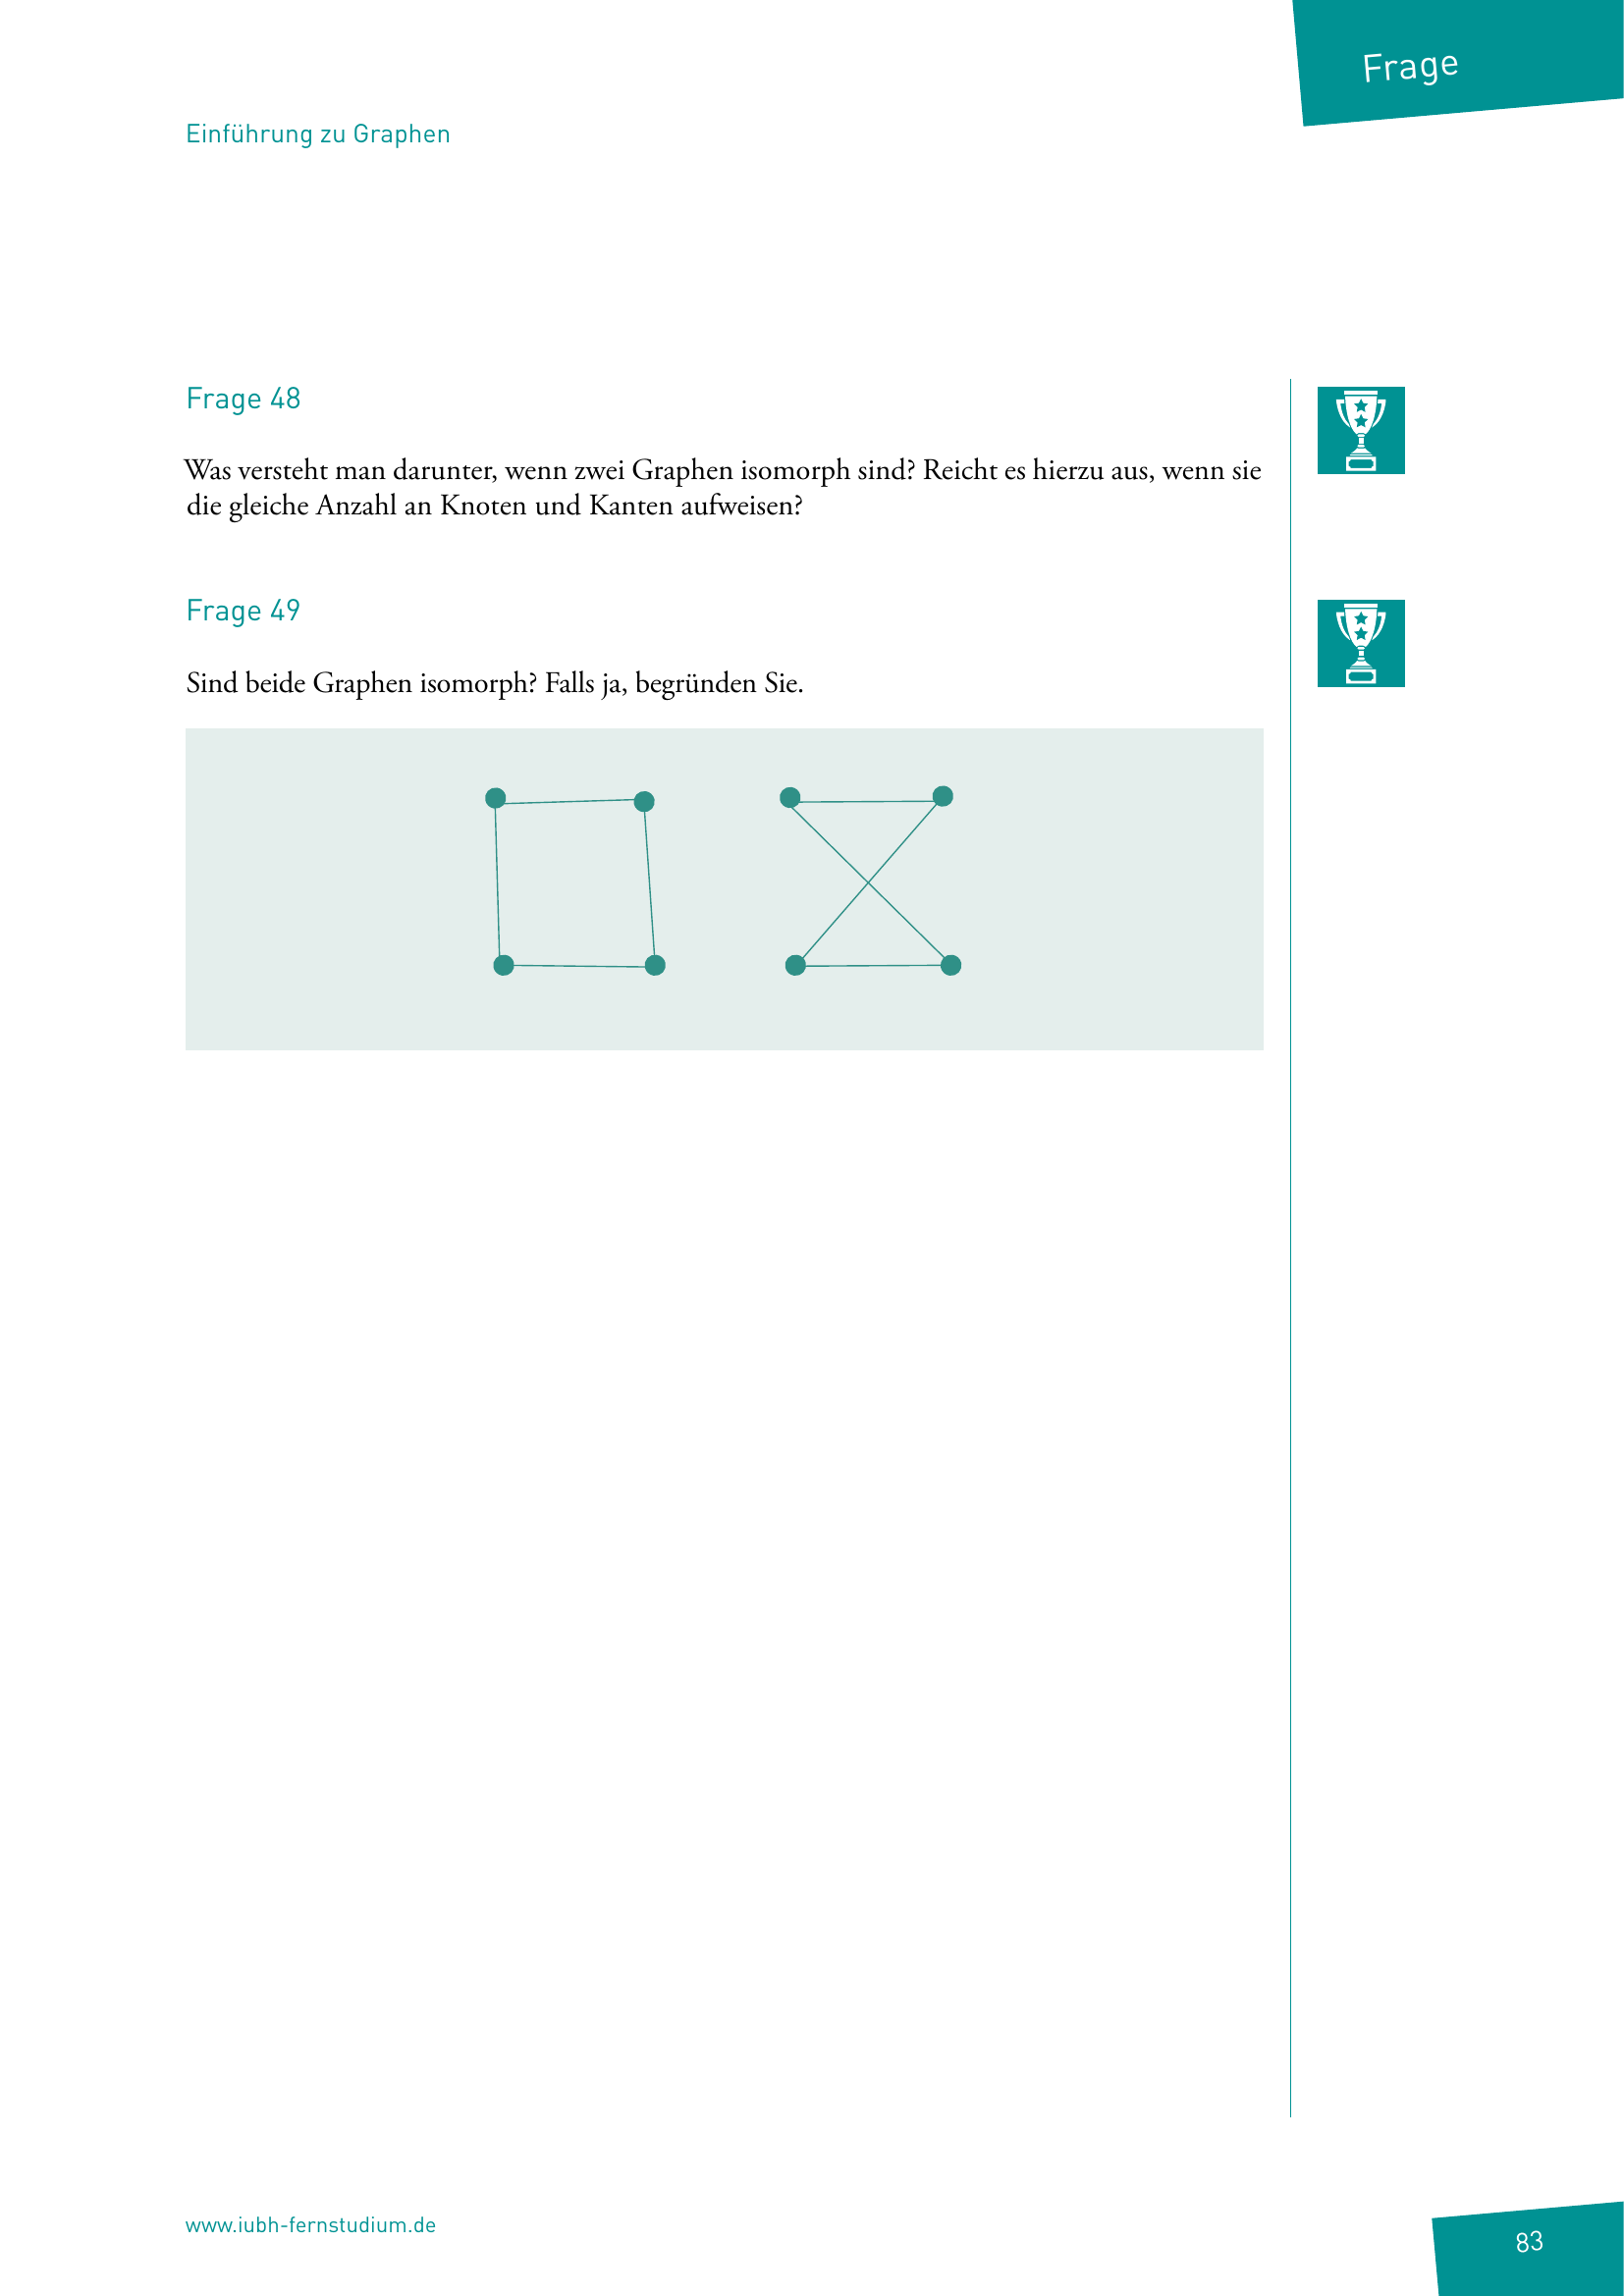 Frage
Einführung zu Graphen
Frage 48
Was versteht man darunter, wenn zwei Graphen isomorph sind? Reicht es hierzu aus, wenn sie
die gleiche Anzahl an Knoten und Kanten aufweisen?
Frage 49
Sind beide Graphen isomorph? Falls ja, begründen Sie.
www.iubh-fernstudium.de
83